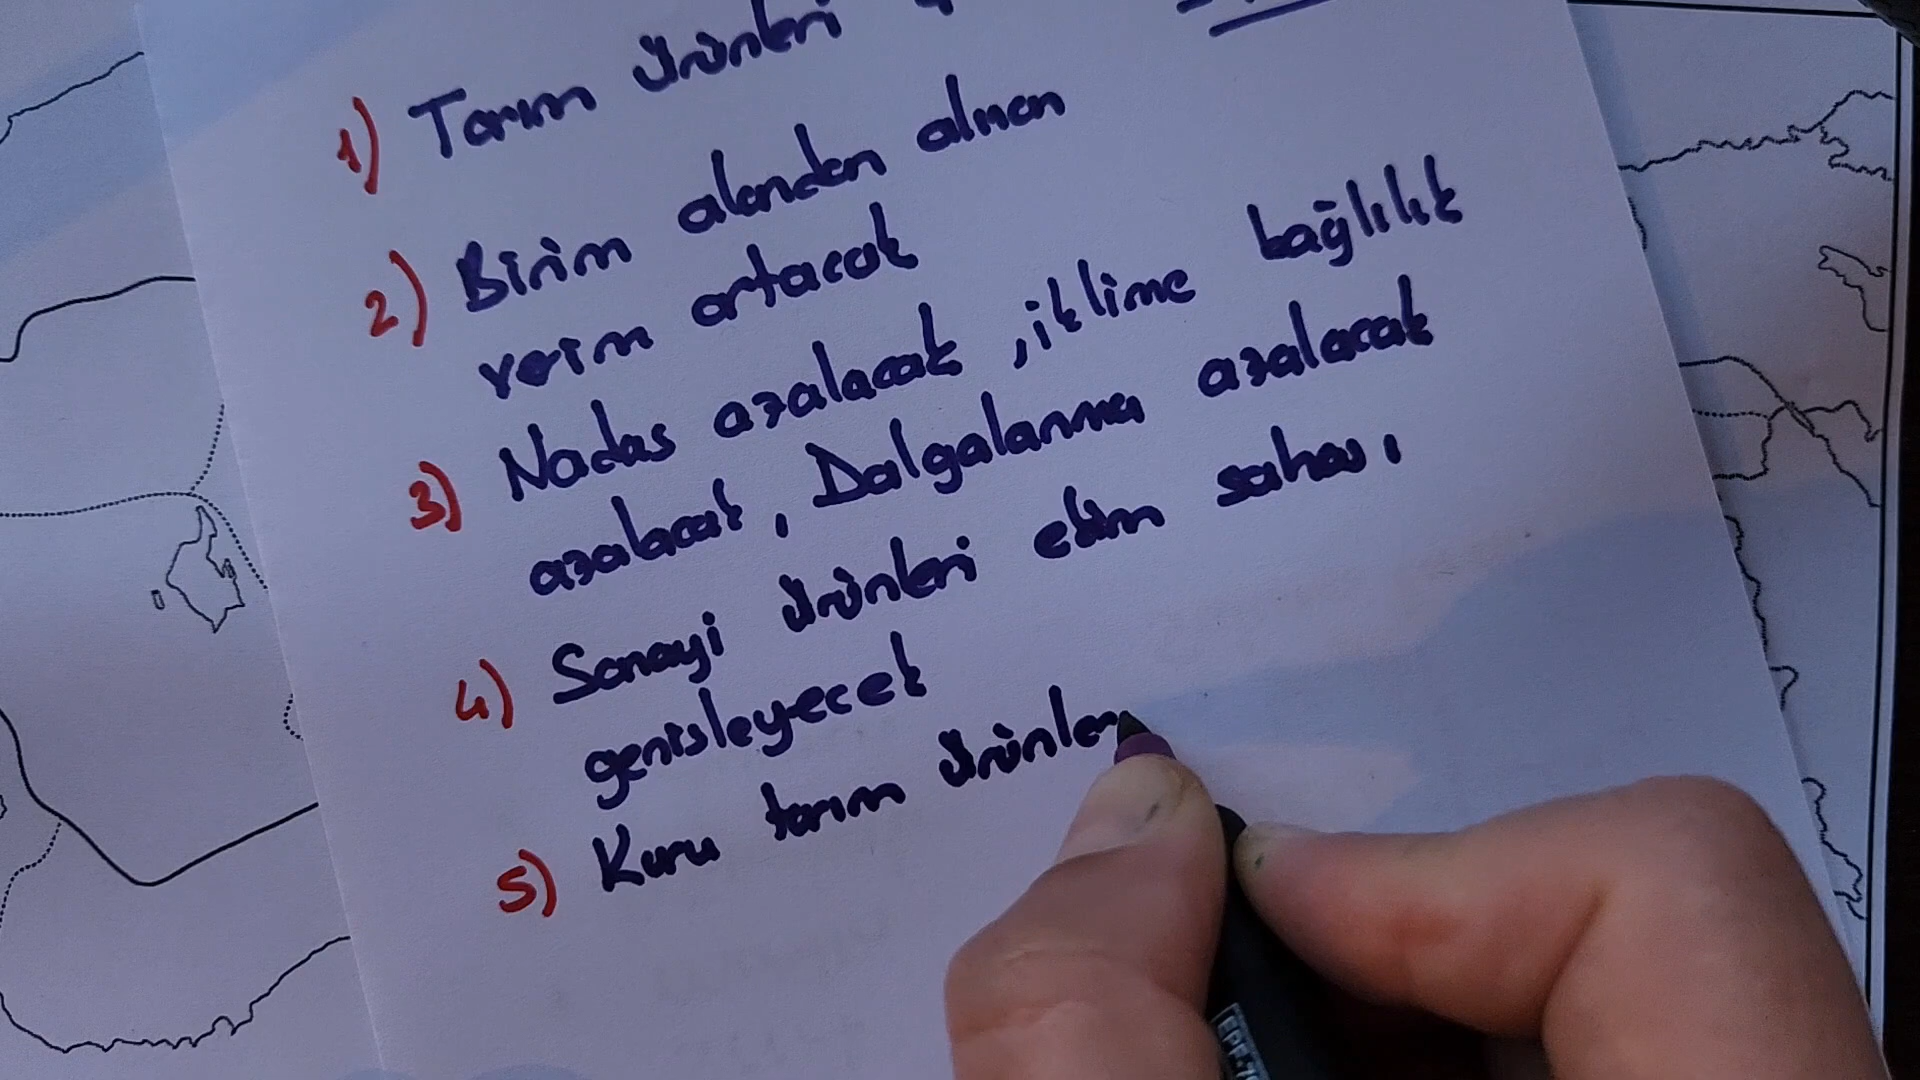 1) Tarım ürünleri
2) Birim alandan alınan
verim artacak
3) Nadas azalacak, iklime bağlılık
azalacak, Dalgalanma azalacak
4) Sanayi ürünleri ekim sahası
genişleyecek
5) Kuru tarım ürünler